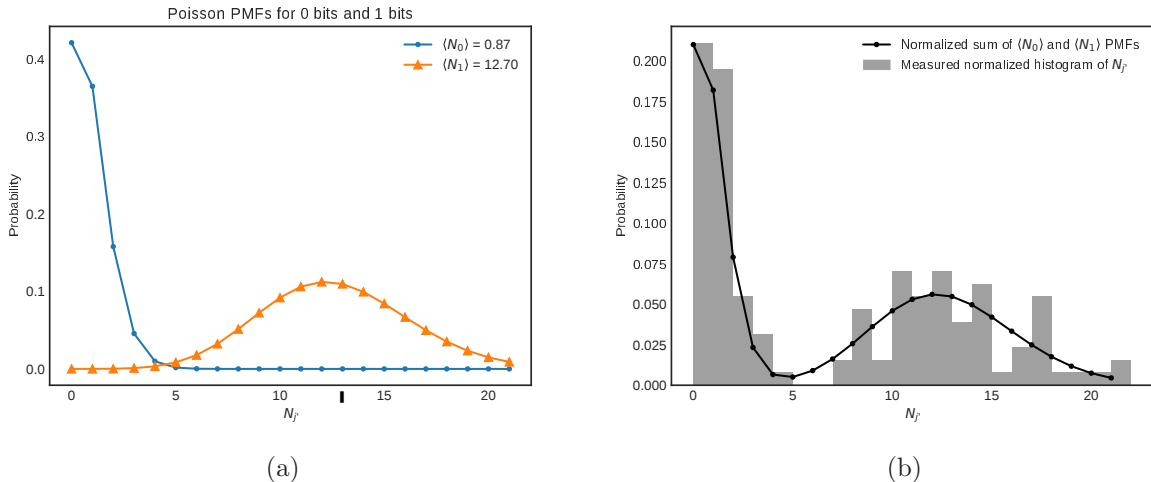 Poisson PMFs for 0 bits and 1 bits
⟨N₀⟩ = 0.87
⟨N₁⟩ = 12.70
Probability
0.4
0.3
0.2
0.1
0.0
0 5 10 15 20
N_j'
(a)
Normalized sum of ⟨N₀⟩ and ⟨N₁⟩ PMFs
Measured normalized histogram of N_j'
Probability
0.200
0.175
0.150
0.125
0.100
0.075
0.050
0.025
0.000
0 5 10 15 20
N_j'
(b)